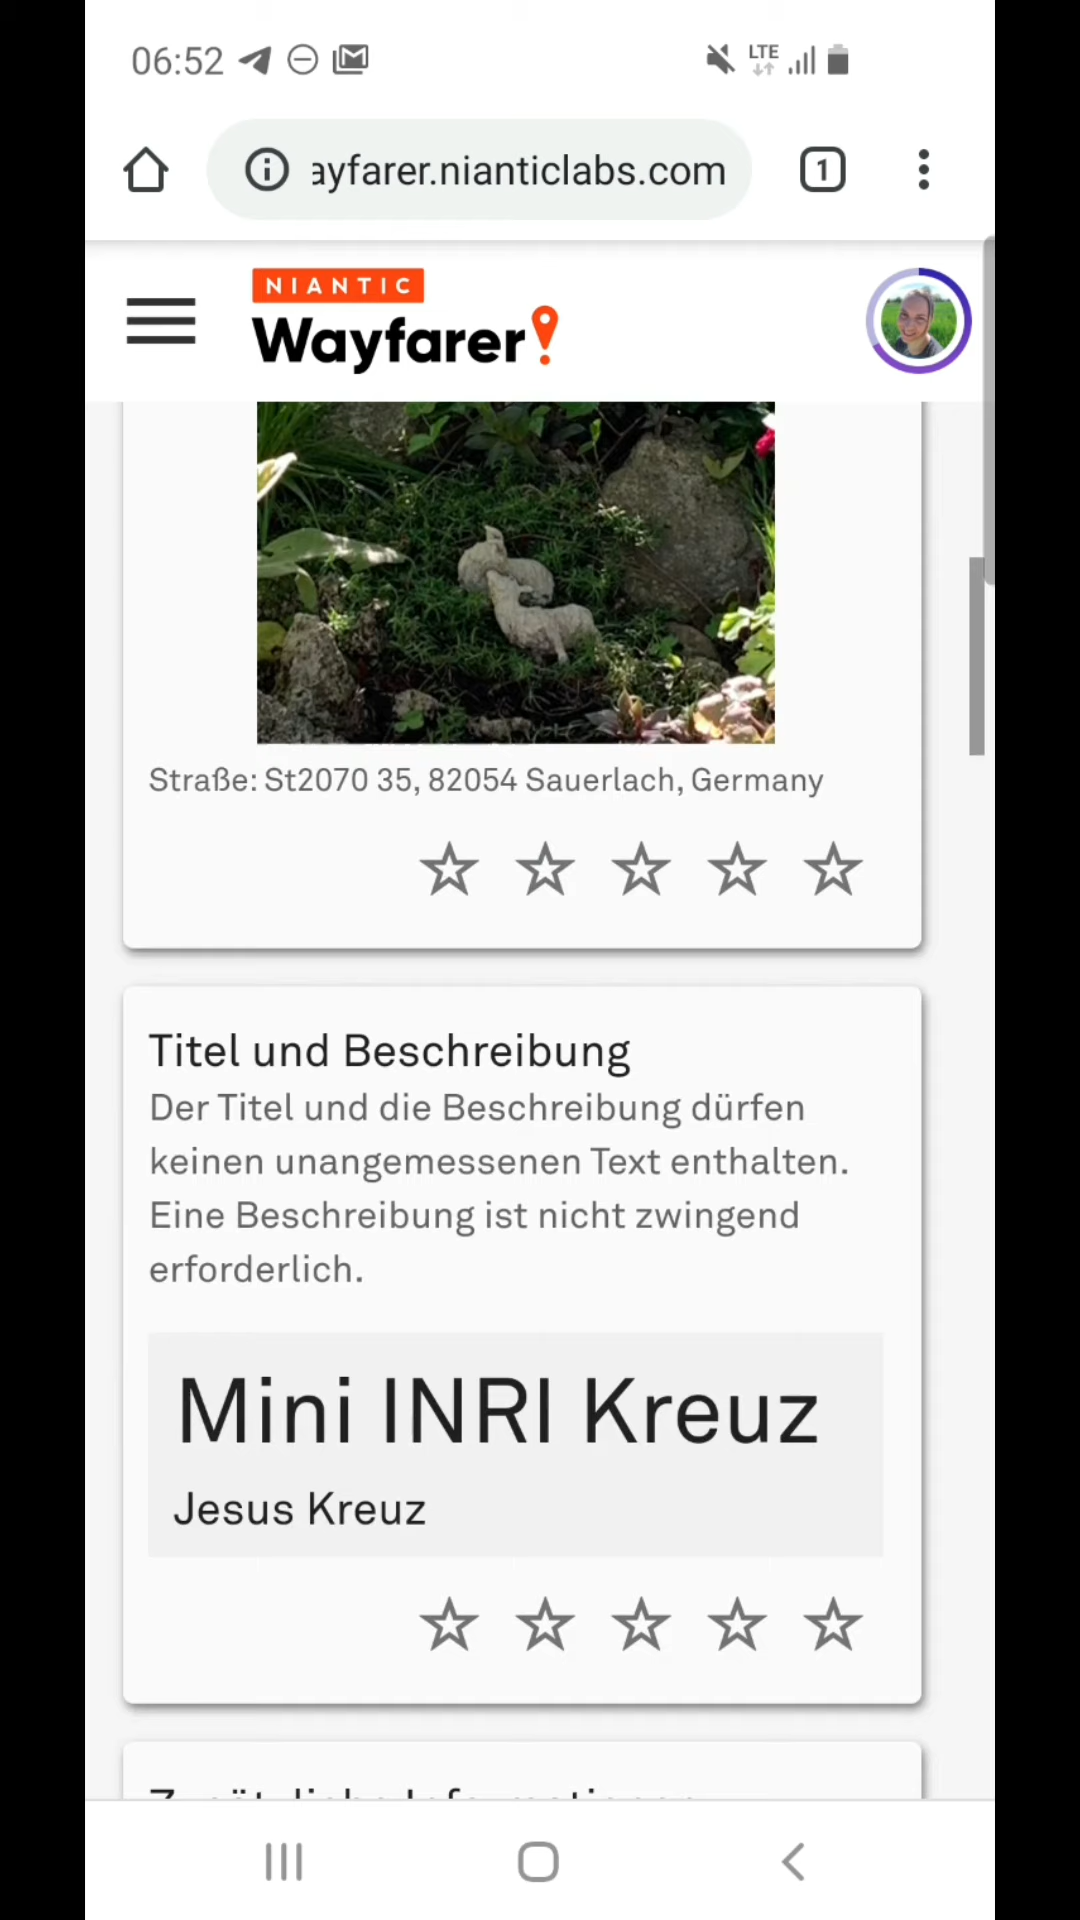 06:52
LTE
ayfarer.nianticlabs.com
1
NIANTIC
Wayfarer
Straße: St2070 35, 82054 Sauerlach, Germany
Titel und Beschreibung
Der Titel und die Beschreibung dürfen
keinen unangemessenen Text enthalten.
Eine Beschreibung ist nicht zwingend
erforderlich.
Mini INRI Kreuz
Jesus Kreuz